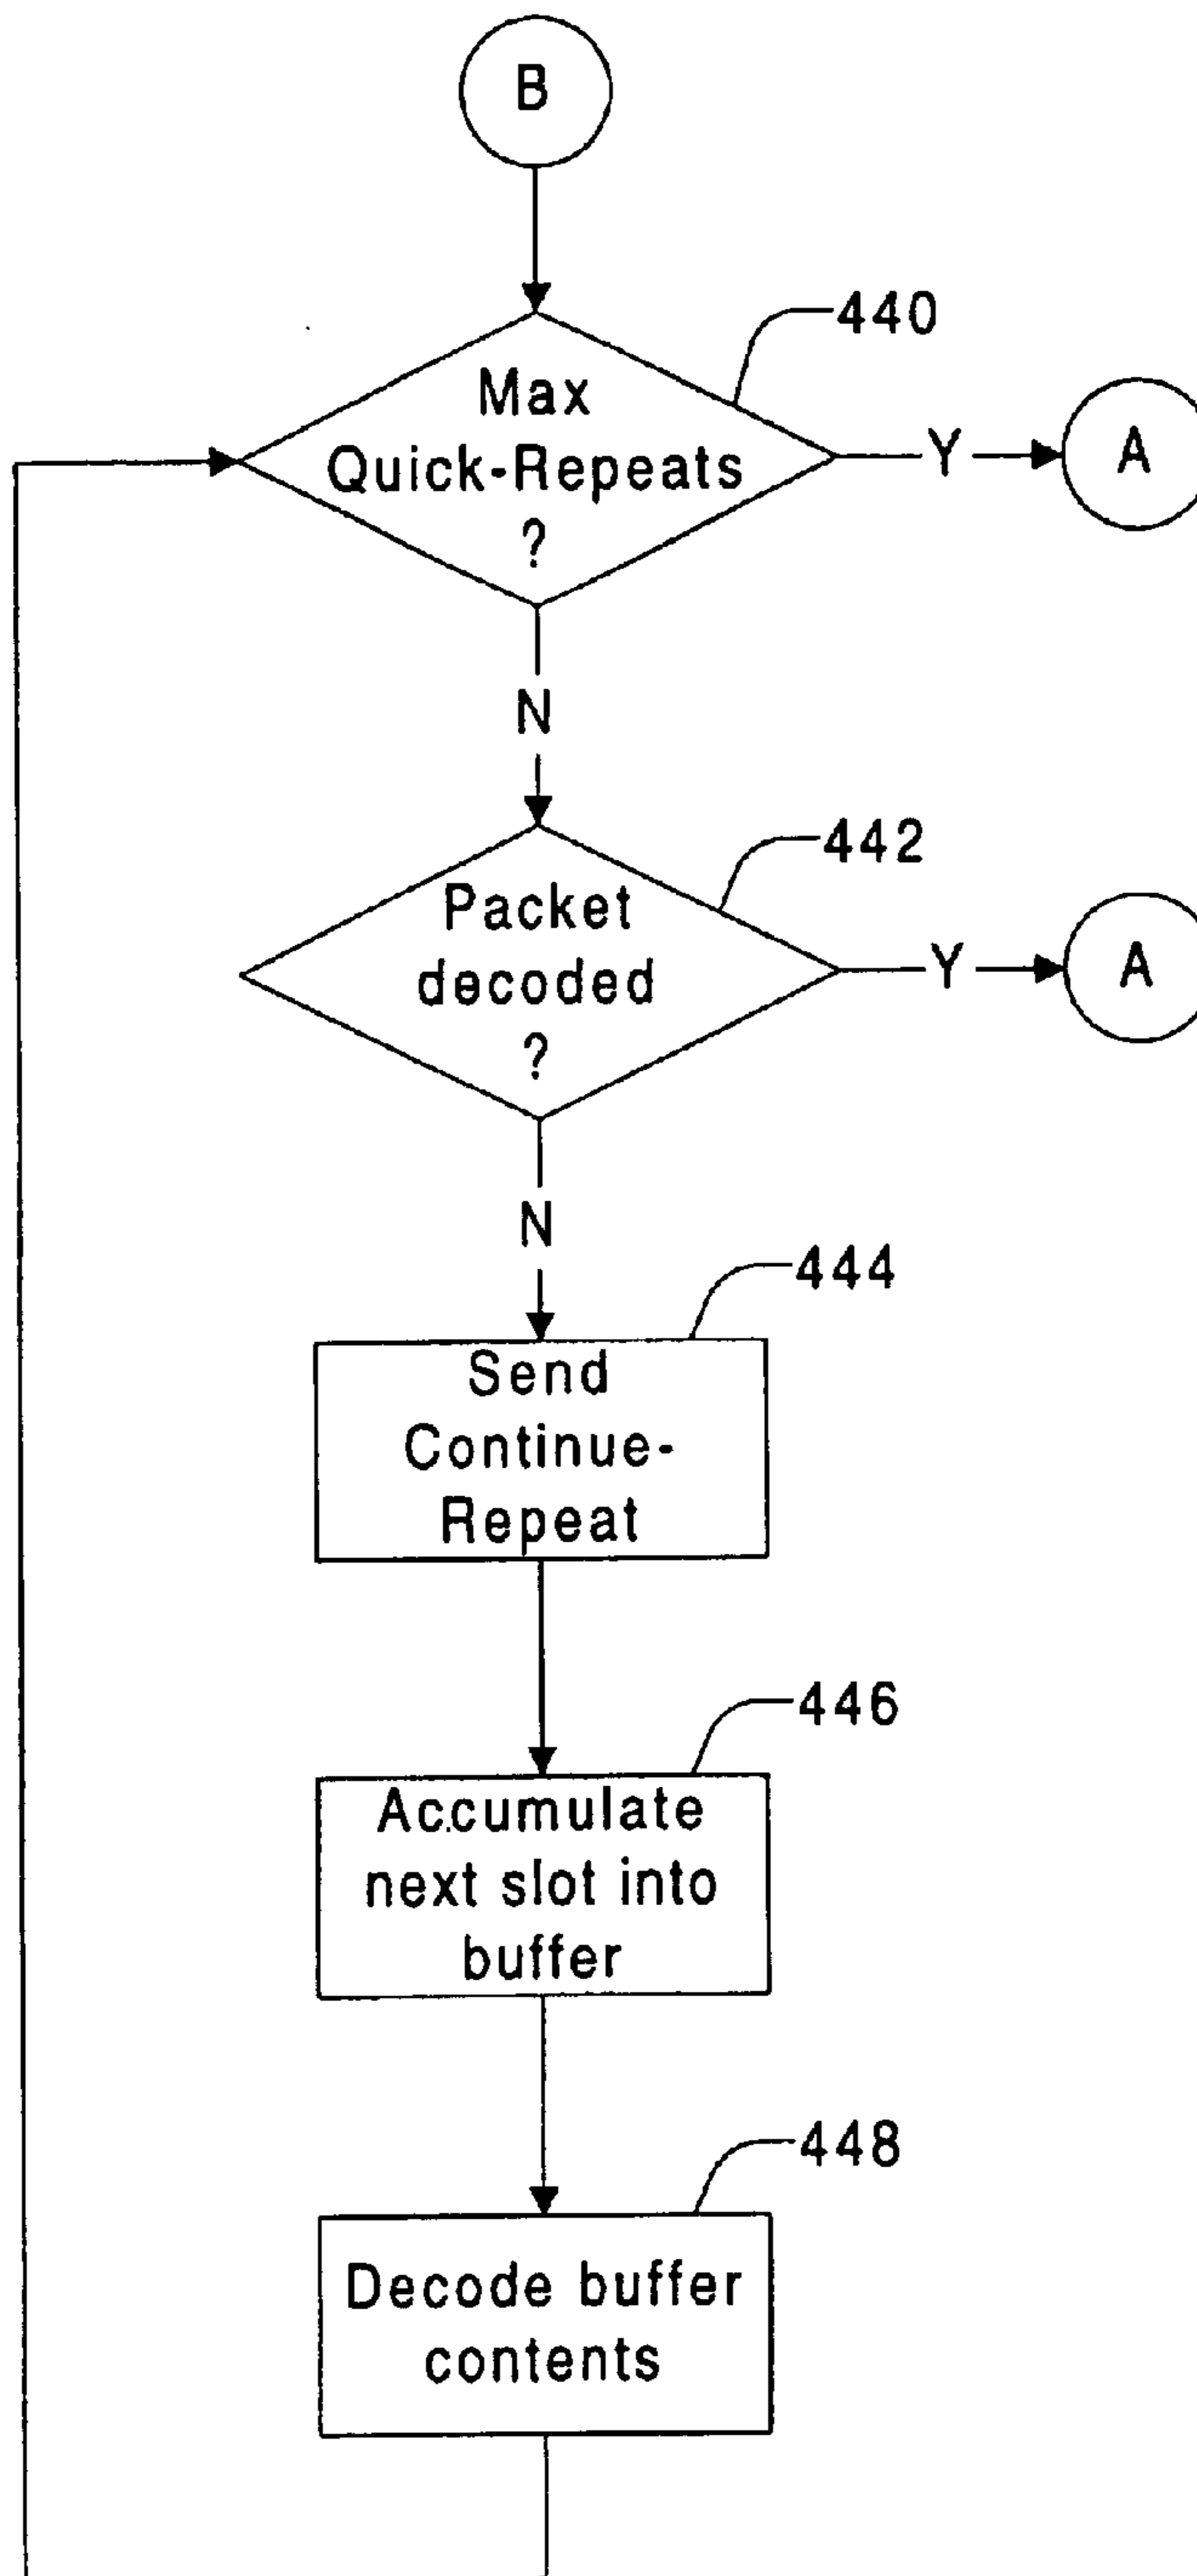 B
440
Max
Quick-Repeats
?
Y
A
N
442
Packet
decoded
?
Y
A
N
444
Send
Continue-
Repeat
446
Accumulate
next slot into
buffer
448
Decode buffer
contents